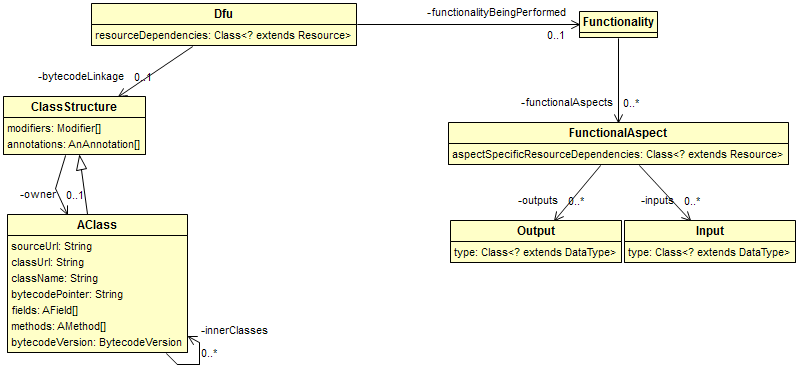 Dfu
resourceDependencies: Class<? extends Resource>
-functionalityBeingPerformed
0..1
Functionality
-bytecodeLinkage
0..1
ClassStructure
modifiers: Modifier[]
annotations: AnAnnotation[]
-functionalAspects
0..*
FunctionalAspect
aspectSpecificResourceDependencies: Class<? extends Resource>
-owner
0..1
-outputs
0..*
-inputs
0..*
AClass
sourceUrl: String
classUrl: String
className: String
bytecodePointer: String
fields: AField[]
methods: AMethod[]
bytecodeVersion: BytecodeVersion
Output
type: Class<? extends DataType>
Input
type: Class<? extends DataType>
-innerClasses
0..*